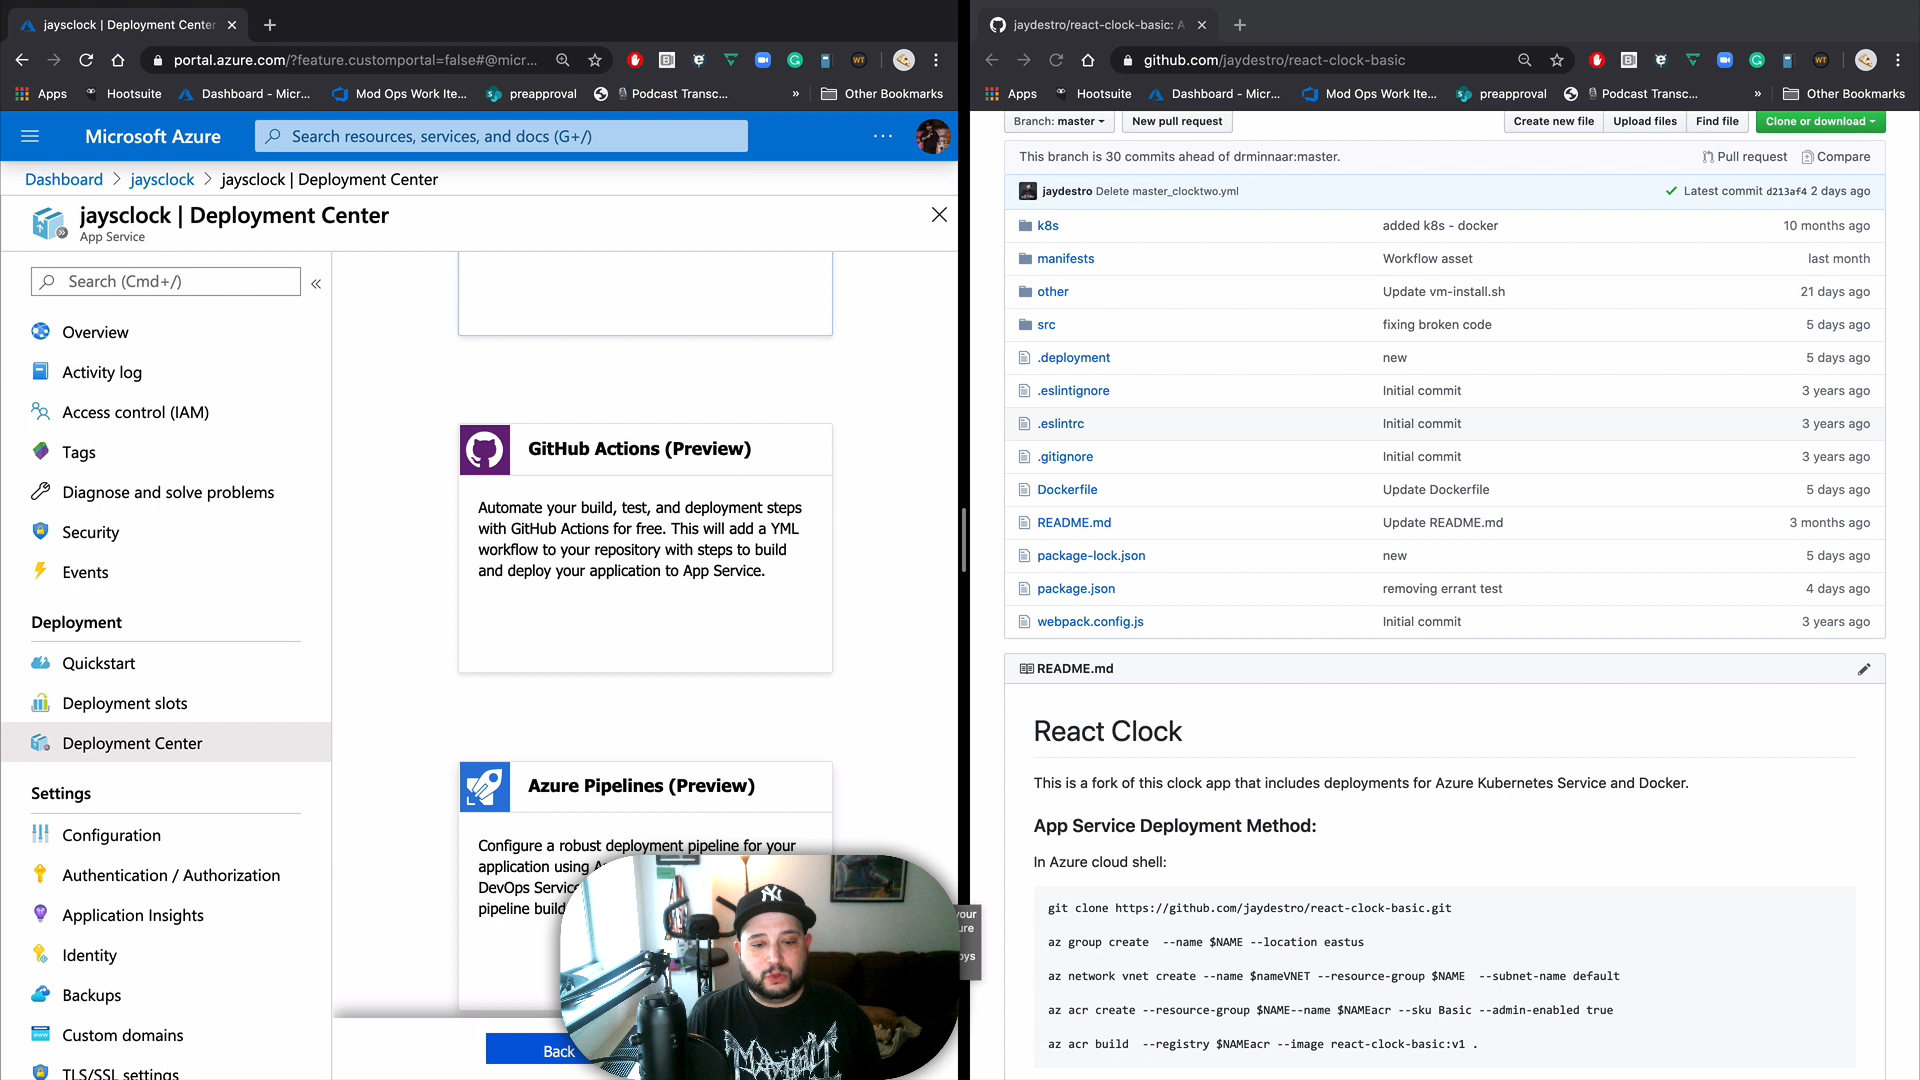 jaysclock | Deployment Center
portal.azure.com/?feature.customportal=false#@micr...
Apps
Hootsuite
Dashboard - Micr...
Mod Ops Work Ite...
preapproval
Podcast Transc...
»
Other Bookmarks
Microsoft Azure
Search resources, services, and docs (G+/)
Dashboard > jaysclock > jaysclock | Deployment Center
jaysclock | Deployment Center
App Service
Search (Cmd+/)
«
Overview
Activity log
Access control (IAM)
Tags
Diagnose and solve problems
Security
Events
Deployment
Quickstart
Deployment slots
Deployment Center
Settings
Configuration
Authentication / Authorization
Application Insights
Identity
Backups
Custom domains
TLS/SSL settings
GitHub Actions (Preview)
Automate your build, test, and deployment steps
with GitHub Actions for free. This will add a YML
workflow to your repository with steps to build
and deploy your application to App Service.
Azure Pipelines (Preview)
Configure a robust deployment pipeline for your
application using
DevOps
pipeline
Back
NY
jaydestro/react-clock-basic: A
github.com/jaydestro/react-clock-basic
Apps
Hootsuite
Dashboard - Micr...
Mod Ops Work Ite...
preapproval
Podcast Transc...
»
Other Bookmarks
Branch: master
New pull request
Create new file
Upload files
Find file
Clone or download
This branch is 30 commits ahead of drminnaar:master.
Pull request
Compare
jaydestro Delete master_clocktwo.yml
Latest commit d213af4 2 days ago
k8s added k8s - docker 10 months ago
manifests Workflow asset last month
other Update vm-install.sh 21 days ago
src fixing broken code 5 days ago
.deployment new 5 days ago
.eslintignore Initial commit 3 years ago
.eslintrc Initial commit 3 years ago
.gitignore Initial commit 3 years ago
Dockerfile Update Dockerfile 5 days ago
README.md Update README.md 3 months ago
package-lock.json new 5 days ago
package.json removing errant test 4 days ago
webpack.config.js Initial commit 3 years ago
README.md
React Clock
This is a fork of this clock app that includes deployments for Azure Kubernetes Service and Docker.
App Service Deployment Method:
In Azure cloud shell:
git clone https://github.com/jaydestro/react-clock-basic.git
az group create --name $NAME --location eastus
az network vnet create --name $nameVNET --resource-group $NAME --subnet-name default
az acr create --resource-group $NAME--name $NAMEacr --sku Basic --admin-enabled true
az acr build --registry $NAMEacr --image react-clock-basic:v1 .